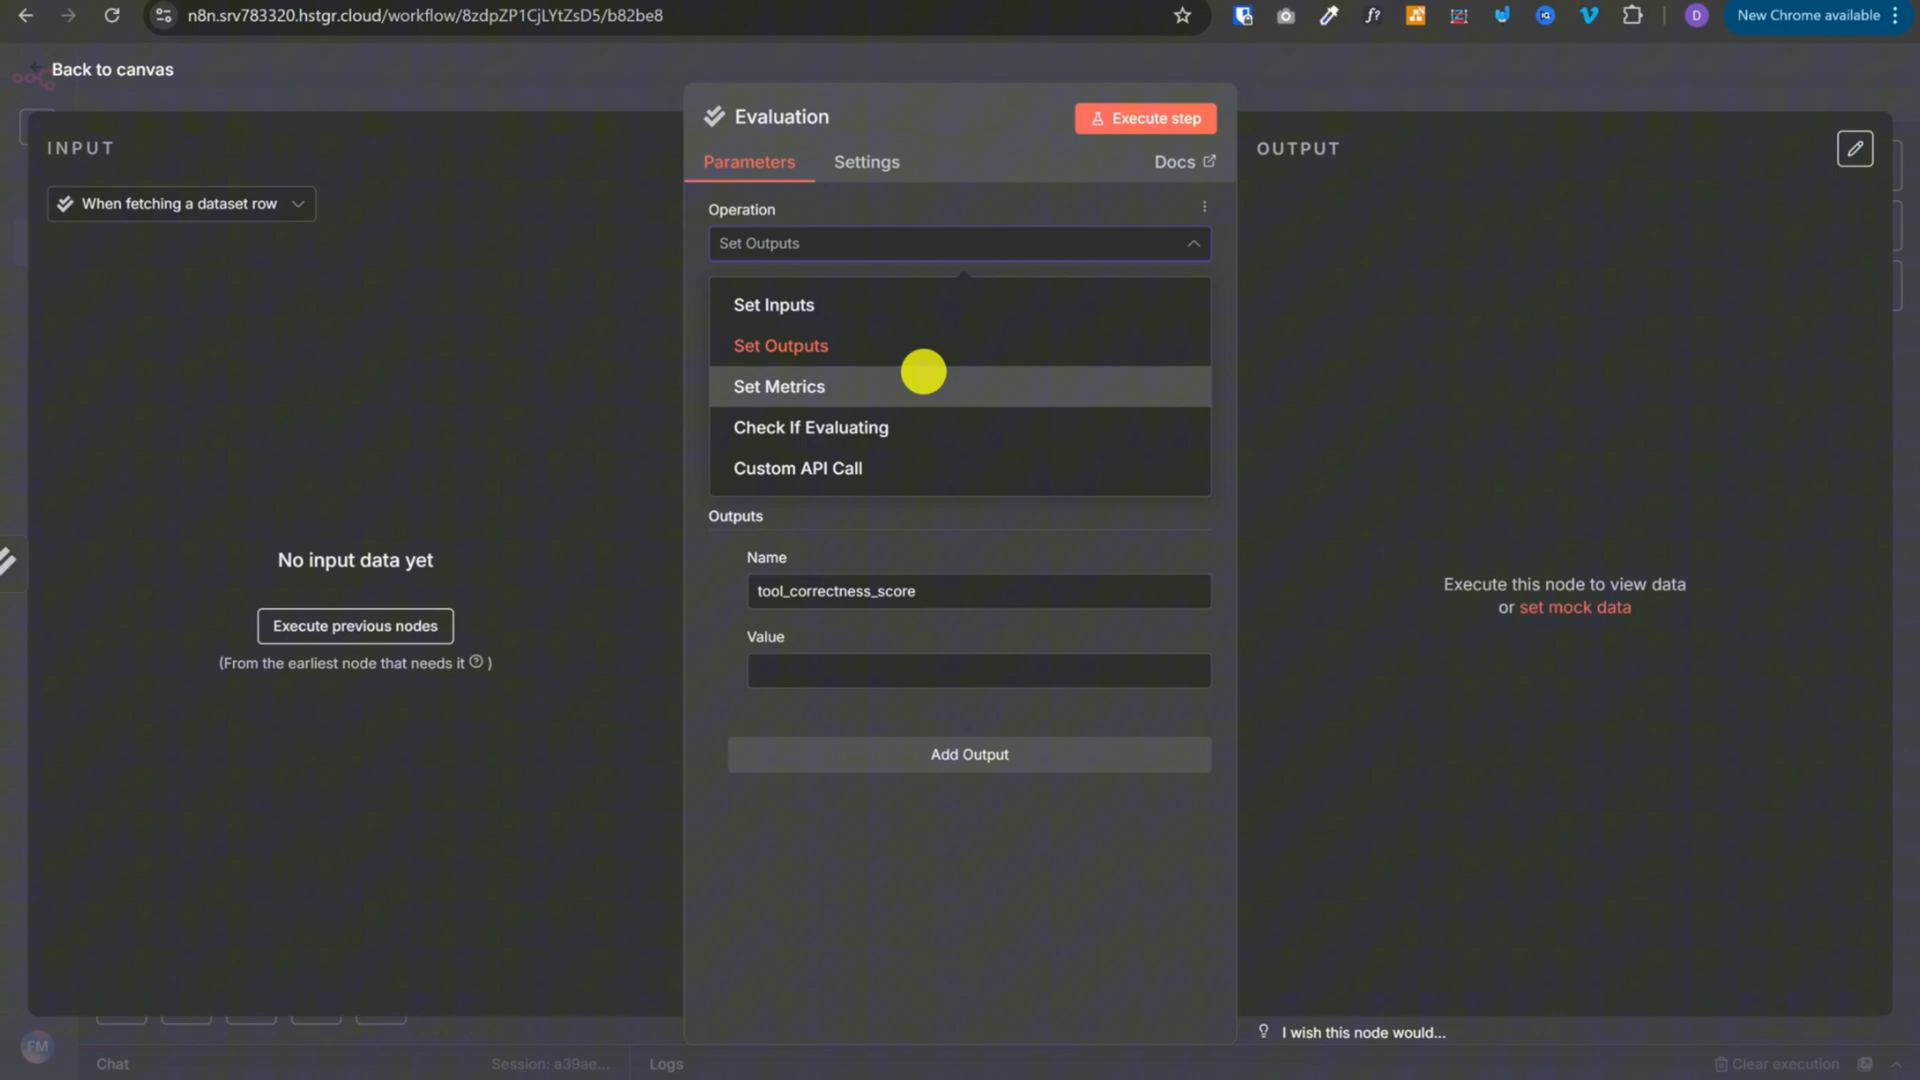 n8n.srv783320.hstgr.cloud/workflow/8zdpZP1CjLYtZsD5/b82be8
f?
D
New Chrome available
Back to canvas
INPUT
When fetching a dataset row
No input data yet
Execute previous nodes
(From the earliest node that needs it ? )
Evaluation
Execute step
Parameters
Settings
Docs
Operation
Set Outputs
Set Inputs
Set Outputs
Set Metrics
Check If Evaluating
Custom API Call
Outputs
Name
tool_correctness_score
Value
Add Output
OUTPUT
Execute this node to view data
or set mock data
I wish this node would...
FM
Chat
Session: a39ae...
Logs
Clear execution